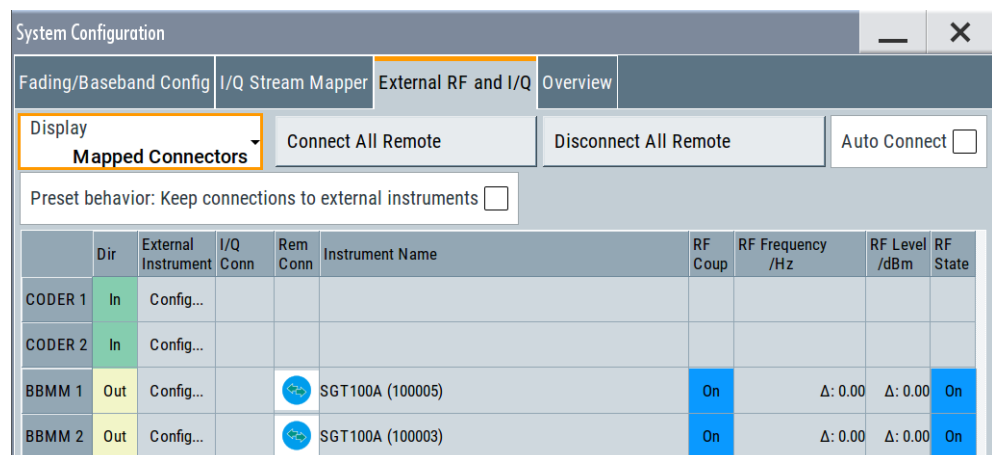 System Configuration
Fading/Baseband Config I/Q Stream Mapper External RF and I/Q Overview
Display
Mapped Connectors
Connect All Remote Disconnect All Remote Auto Connect
Preset behavior: Keep connections to external instruments
Dir External Instrument I/Q Conn Rem Conn Instrument Name RF Coup RF Frequency /Hz RF Level /dBm RF State
CODER 1 In Config...
CODER 2 In Config...
BBMM 1 Out Config... SGT100A (100005) On Δ: 0.00 Δ: 0.00 On
BBMM 2 Out Config... SGT100A (100003) On Δ: 0.00 Δ: 0.00 On